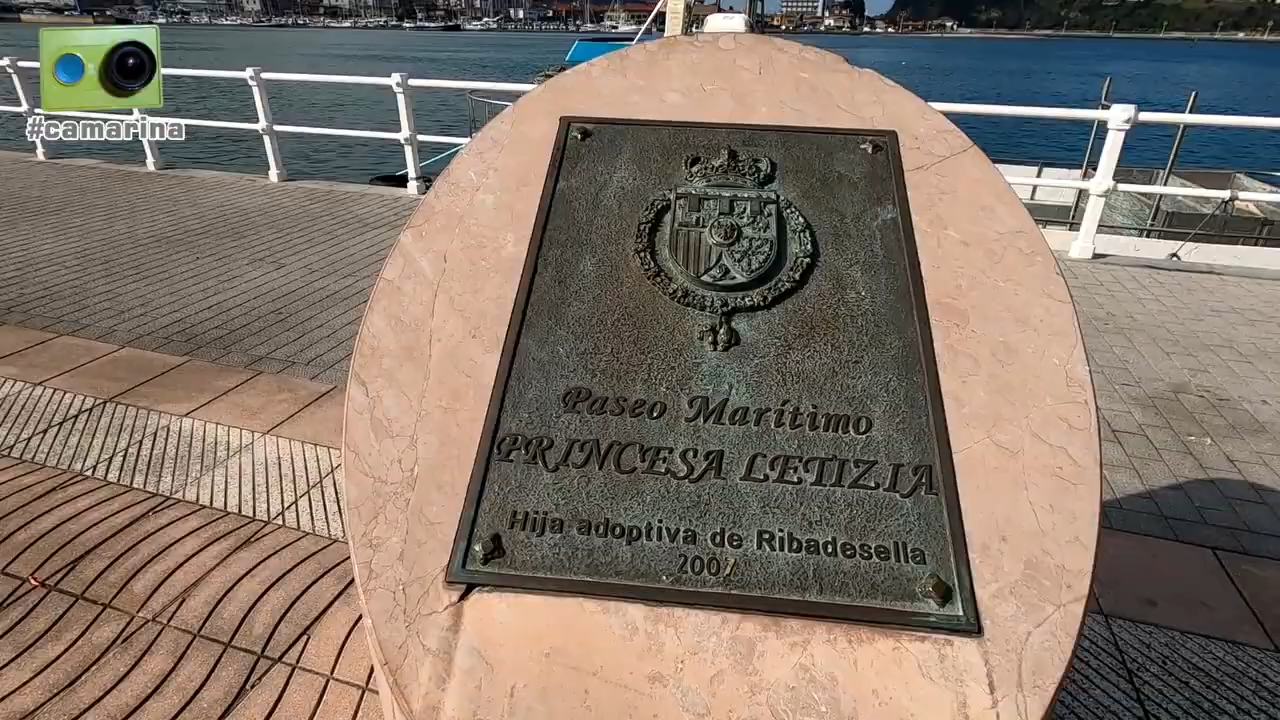 #camarina
Paseo Marítimo
PRINCESA LETIZIA
Hija adoptiva de Ribadesella
2007